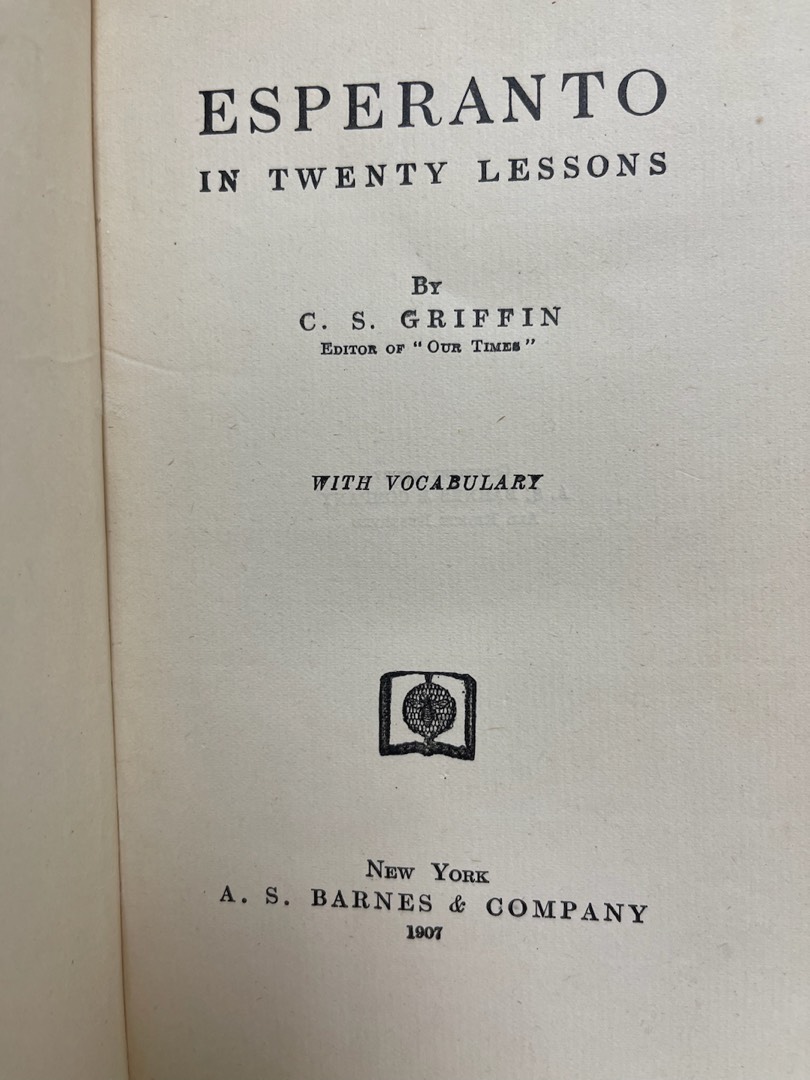 ESPERANTO
IN TWENTY LESSONS
BY
C. S. GRIFFIN
EDITOR OF "OUR TIMES"
WITH VOCABULARY
NEW YORK
A. S. BARNES & COMPANY
1907